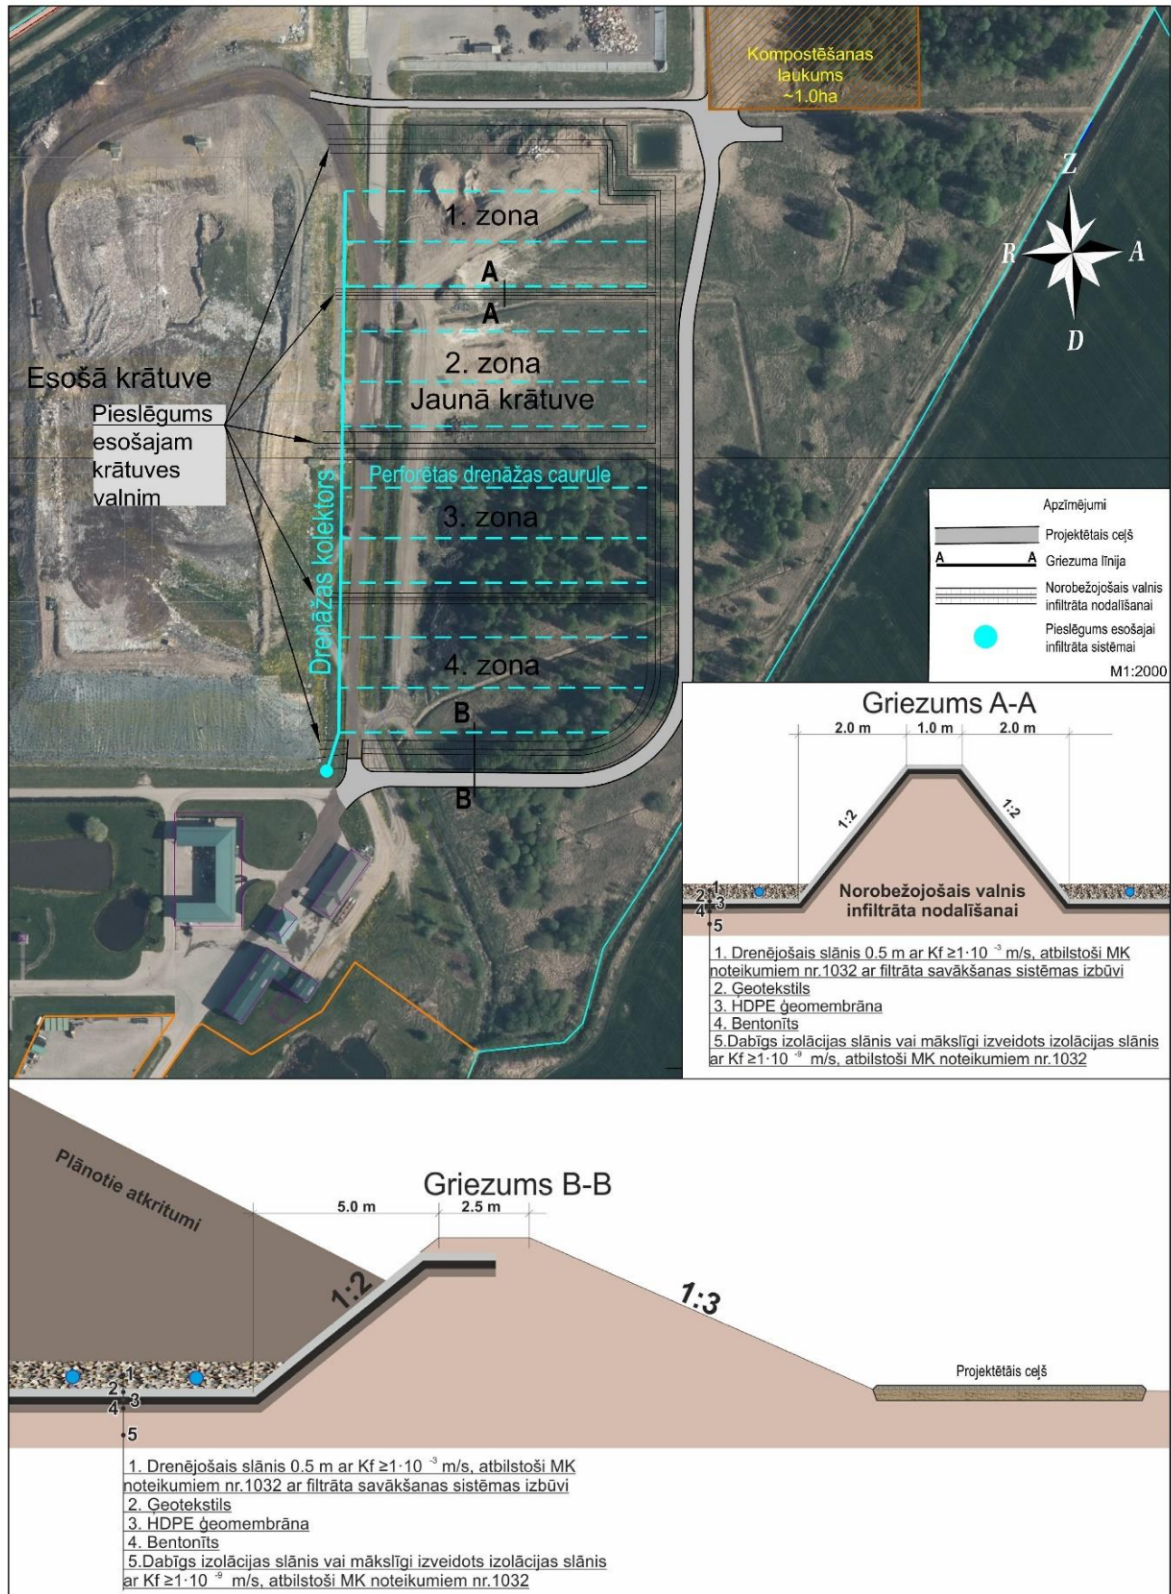 Kompostēšanas
laukums
~1.0ha
Z
R
A
D
1. zona
A
A
2. zona
Jaunā krātuve
Esošā krātuve
Pieslēgums
esošajam
krātuves
valnim
Drenāžas kolektors
Perforētas drenāžas caurule
3. zona
4. zona
B
B
Apzīmējumi
Projektētais ceļš
A A
Griezuma līnija
Norobežojošais valnis
infiltrāta nodalīšanai
Pieslēgums esošajai
infiltrāta sistēmai
M1:2000
Griezums A-A
2.0 m 1.0 m 2.0 m
1:2
1:2
1
2
3
4
5
Norobežojošais valnis
infiltrāta nodalīšanai
1. Drenējošais slānis 0.5 m ar Kf ≥1·10 -3 m/s, atbilstoši MK
noteikumiem nr.1032 ar filtrāta savākšanas sistēmas izbūvi
2. Ģeotekstils
3. HDPE ģeomembrāna
4. Bentonīts
5.Dabīgs izolācijas slānis vai mākslīgi izveidots izolācijas slānis
ar Kf ≥1·10 -9 m/s, atbilstoši MK noteikumiem nr.1032
Plānotie atkritumi
Griezums B-B
5.0 m 2.5 m
1:2
1:3
Projektētāis ceļš
1
2
3
4
5
1. Drenējošais slānis 0.5 m ar Kf ≥1·10 -3 m/s, atbilstoši MK
noteikumiem nr.1032 ar filtrāta savākšanas sistēmas izbūvi
2. Ģeotekstils
3. HDPE ģeomembrāna
4. Bentonīts
5.Dabīgs izolācijas slānis vai mākslīgi izveidots izolācijas slānis
ar Kf ≥1·10 -9 m/s, atbilstoši MK noteikumiem nr.1032